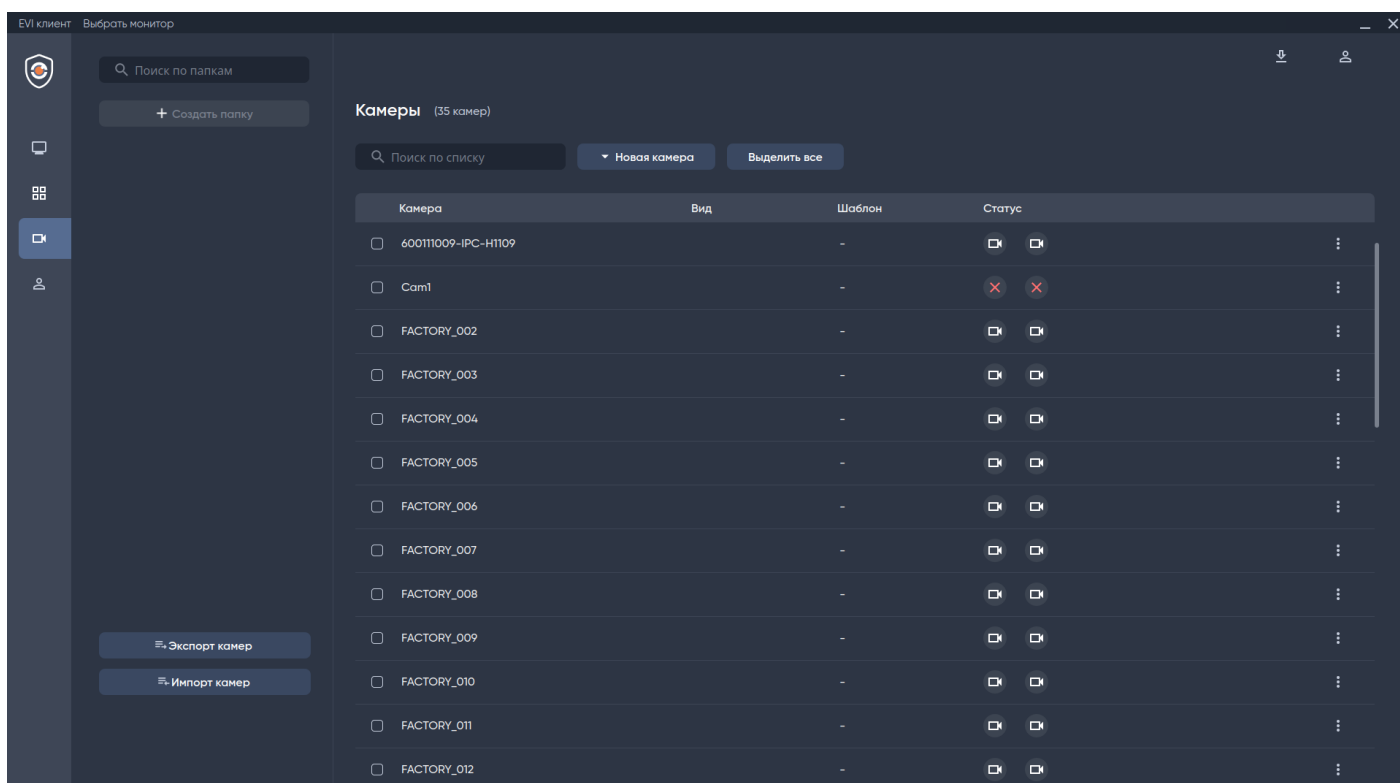 EVI клиент Выбрать монитор
Поиск по папкам
+ Создать папку
Камеры (35 камер)
Поиск по списку Новая камера Выделить все
Камера Вид Шаблон Статус
600111009-IPC-H1109 -
Cam1 -
FACTORY_002 -
FACTORY_003 -
FACTORY_004 -
FACTORY_005 -
FACTORY_006 -
FACTORY_007 -
FACTORY_008 -
FACTORY_009 -
Экспорт камер
FACTORY_010 -
Импорт камер
FACTORY_011 -
FACTORY_012 -